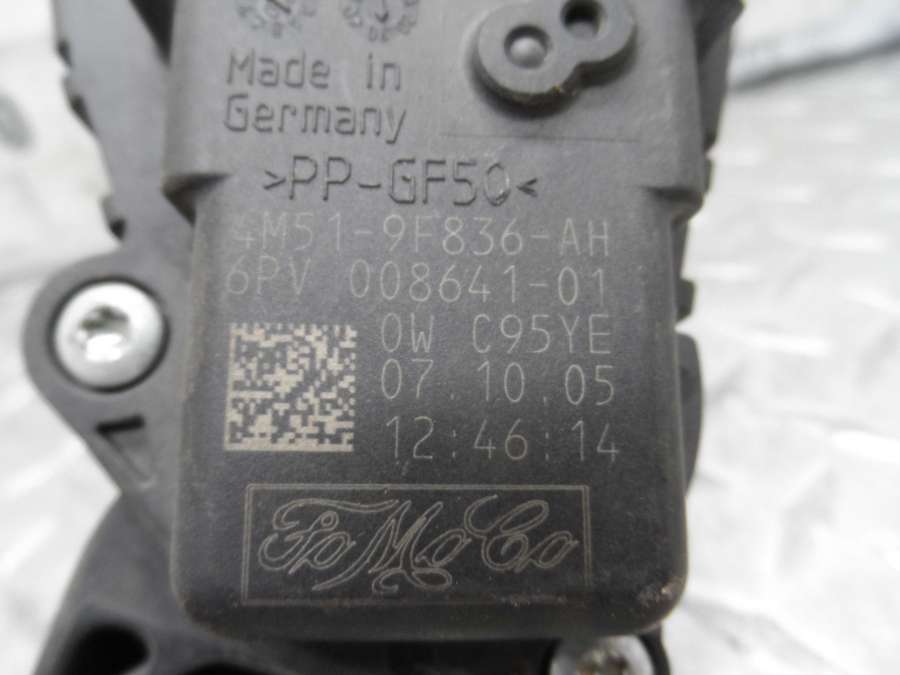 Made in
Germany
>PP-GF50<
4M51-9F836-AH
6PV 008641-01
0W C95YE
07.10.05
12:46:14
FoMoCo